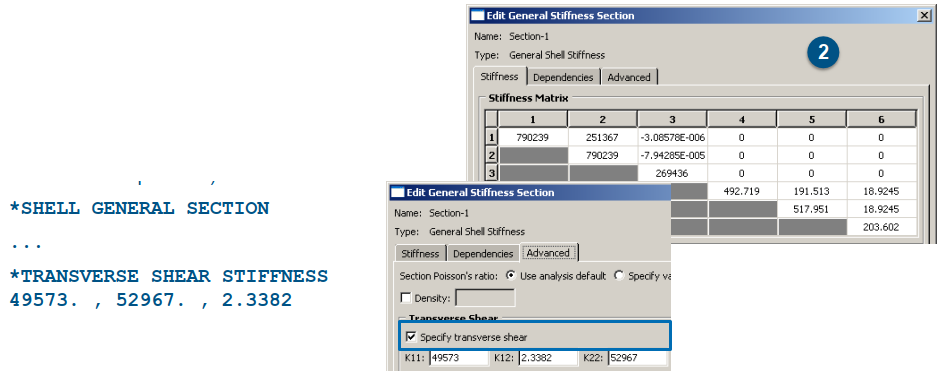 Edit General Stiffness Section
Name: Section-1
2
Type: General Shell Stiffness
Stiffness Dependencies Advanced
Stiffness Matrix
1 2 3 4 5 6
1 790239 251367 -3.08578E-006 0 0 0
2 790239 -7.94285E-005 0 0 0
3 269436 0 0 0
492.719 191.513 18.9245
517.951 18.9245
203.602
*SHELL GENERAL SECTION
...
*TRANSVERSE SHEAR STIFFNESS
49573. , 52967. , 2.3382
Edit General Stiffness Section
Name: Section-1
Type: General Shell Stiffness
Stiffness Dependencies Advanced
Section Poisson's ratio: Use analysis default Specify va
Density:
Transverse Shear
Specify transverse shear
K11: 49573 K12: 2.3382 K22: 52967